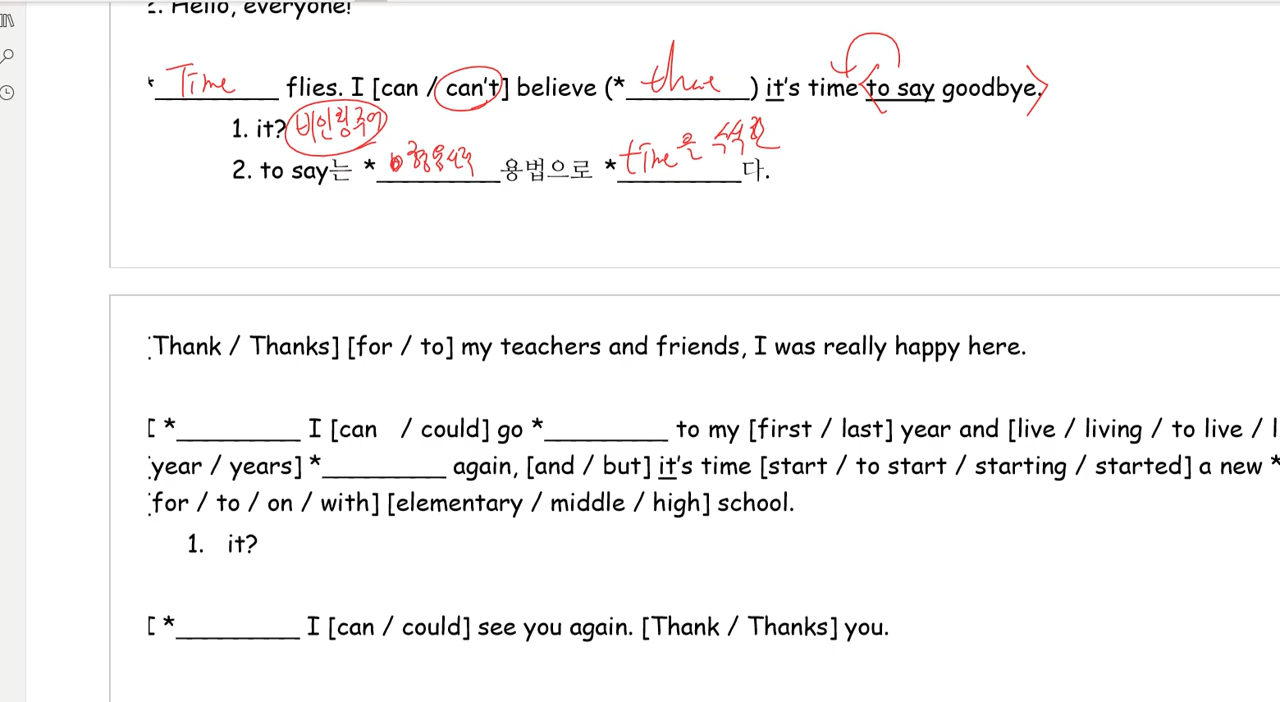 2. Hello, everyone!
* Time flies. I [can / can't] believe (* that ) it's time to say goodbye.
1. it? 비인칭주어
2. to say는 * 형용사적 용법으로 * time을 수식한 다.
Thank / Thanks] [for / to] my teachers and friends, I was really happy here.
[ *__________ I [can / could] go *__________ to my [first / last] year and [live / living / to live / l
year / years] *__________ again, [and / but] it's time [start / to start / starting / started] a new *
for / to / on / with] [elementary / middle / high] school.
1. it?
[ *__________ I [can / could] see you again. [Thank / Thanks] you.